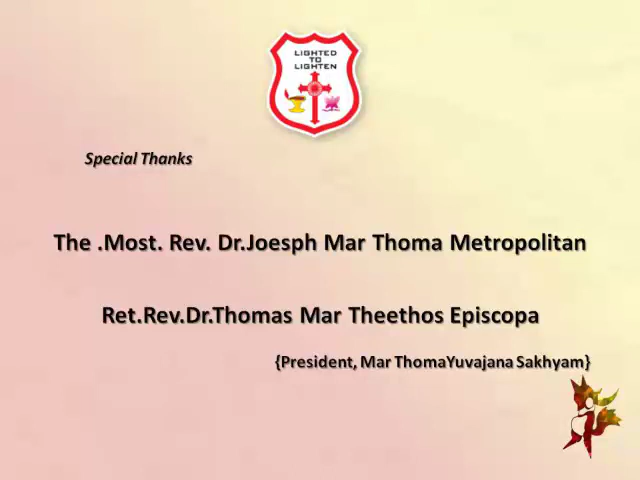 LIGHTED
TO
LIGHTEN
Special Thanks
The .Most. Rev. Dr.Joesph Mar Thoma Metropolitan
Ret.Rev.Dr.Thomas Mar Theethos Episcopa
{President, Mar ThomaYuvajana Sakhyam}